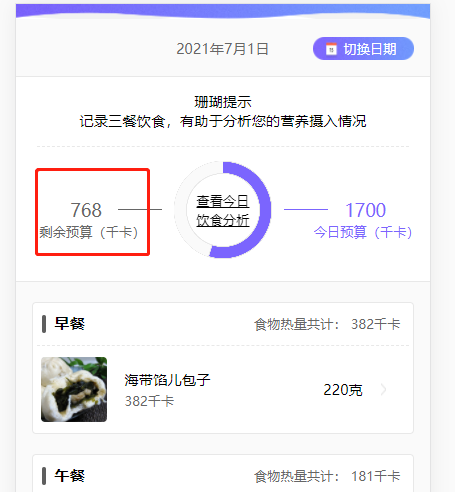 2021年7月1日
切换日期
珊瑚提示
记录三餐饮食，有助于分析您的营养摄入情况
768
剩余预算（千卡）
查看今日
饮食分析
1700
今日预算（千卡）
早餐
食物热量共计： 382千卡
海带馅儿包子
382千卡
220克
午餐
食物热量共计： 181千卡